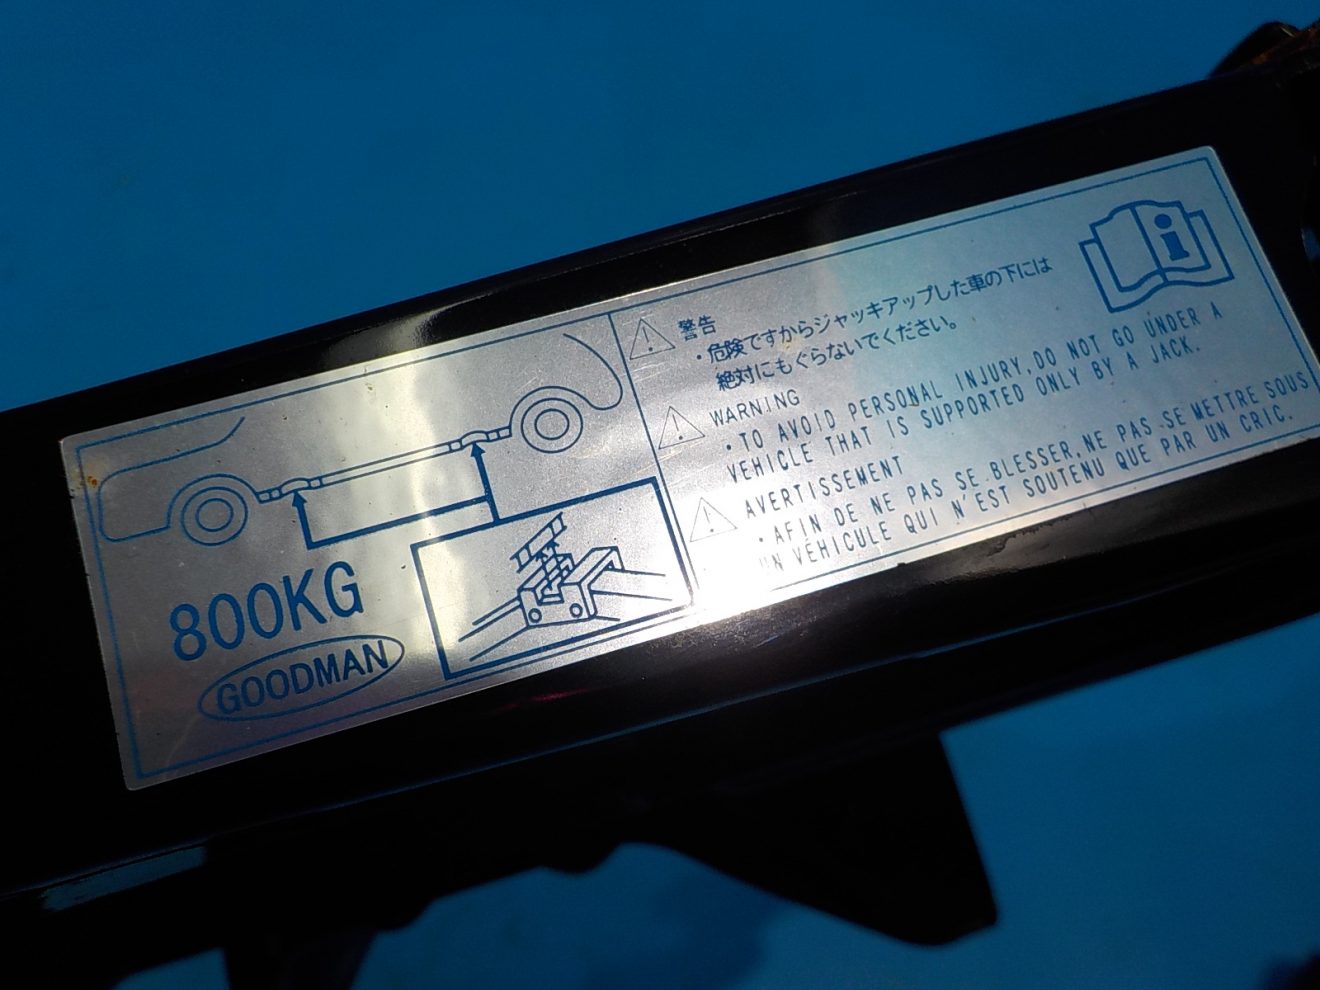 800KG
GOODMAN
警告
・危険ですからジャッキアップした車の下には
絶対にもぐらないでください。
WARNING
・TO AVOID PERSONAL INJURY,DO NOT GO UNDER A
VEHICLE THAT IS SUPPORTED ONLY BY A JACK.
AVERTISSEMENT
・AFIN DE NE PAS SE BLESSER,NE PAS SE METTRE SOUS
UN VÉHICULE QUI N'EST SOUTENU QUE PAR UN CRIC.